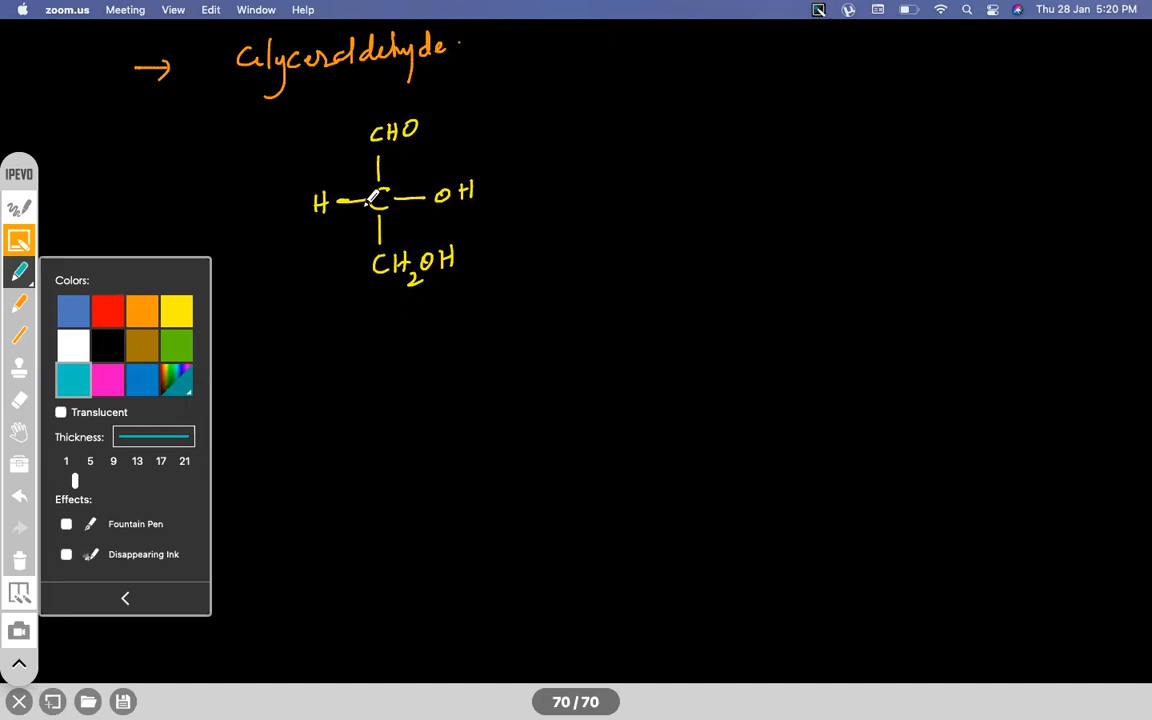 zoom.us Meeting View Edit Window Help Thu 28 Jan 5:20 PM
→ Glyceraldehyde
CHO
H — C — OH
CH2OH
IPEVO
Colors:
Translucent
Thickness:
1 5 9 13 17 21
Effects:
Fountain Pen
Disappearing Ink
70 / 70